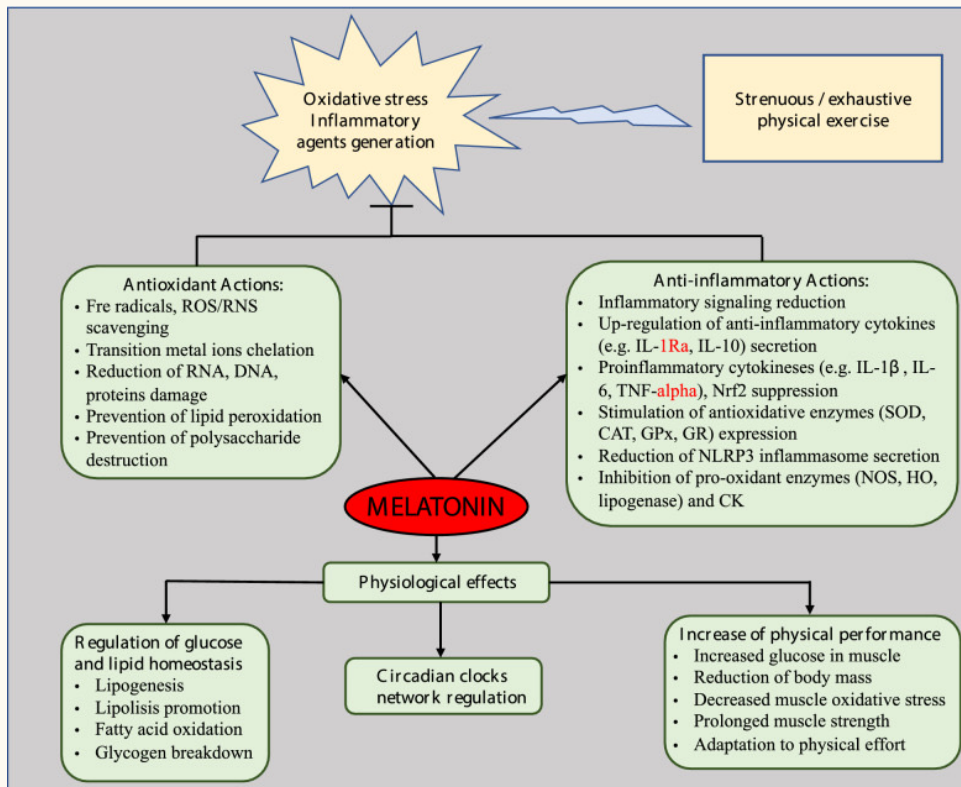 Oxidative stress
Inflammatory
agents generation
Strenuous / exhaustive
physical exercise
Antioxidant Actions:
• Fre radicals, ROS/RNS
scavenging
• Transition metal ions chelation
• Reduction of RNA, DNA,
proteins damage
• Prevention of lipid peroxidation
• Prevention of polysaccharide
destruction
Anti-inflammatory Actions:
• Inflammatory signaling reduction
• Up-regulation of anti-inflammatory cytokines
(e.g. IL-1Ra, IL-10) secretion
• Proinflammatory cytokineses (e.g. IL-1β , IL-
6, TNF-alpha), Nrf2 suppression
• Stimulation of antioxidative enzymes (SOD,
CAT, GPx, GR) expression
• Reduction of NLRP3 inflammasome secretion
• Inhibition of pro-oxidant enzymes (NOS, HO,
lipogenase) and CK
MELATONIN
Physiological effects
Regulation of glucose
and lipid homeostasis
• Lipogenesis
• Lipolisis promotion
• Fatty acid oxidation
• Glycogen breakdown
Circadian clocks
network regulation
Increase of physical performance
• Increased glucose in muscle
• Reduction of body mass
• Decreased muscle oxidative stress
• Prolonged muscle strength
• Adaptation to physical effort